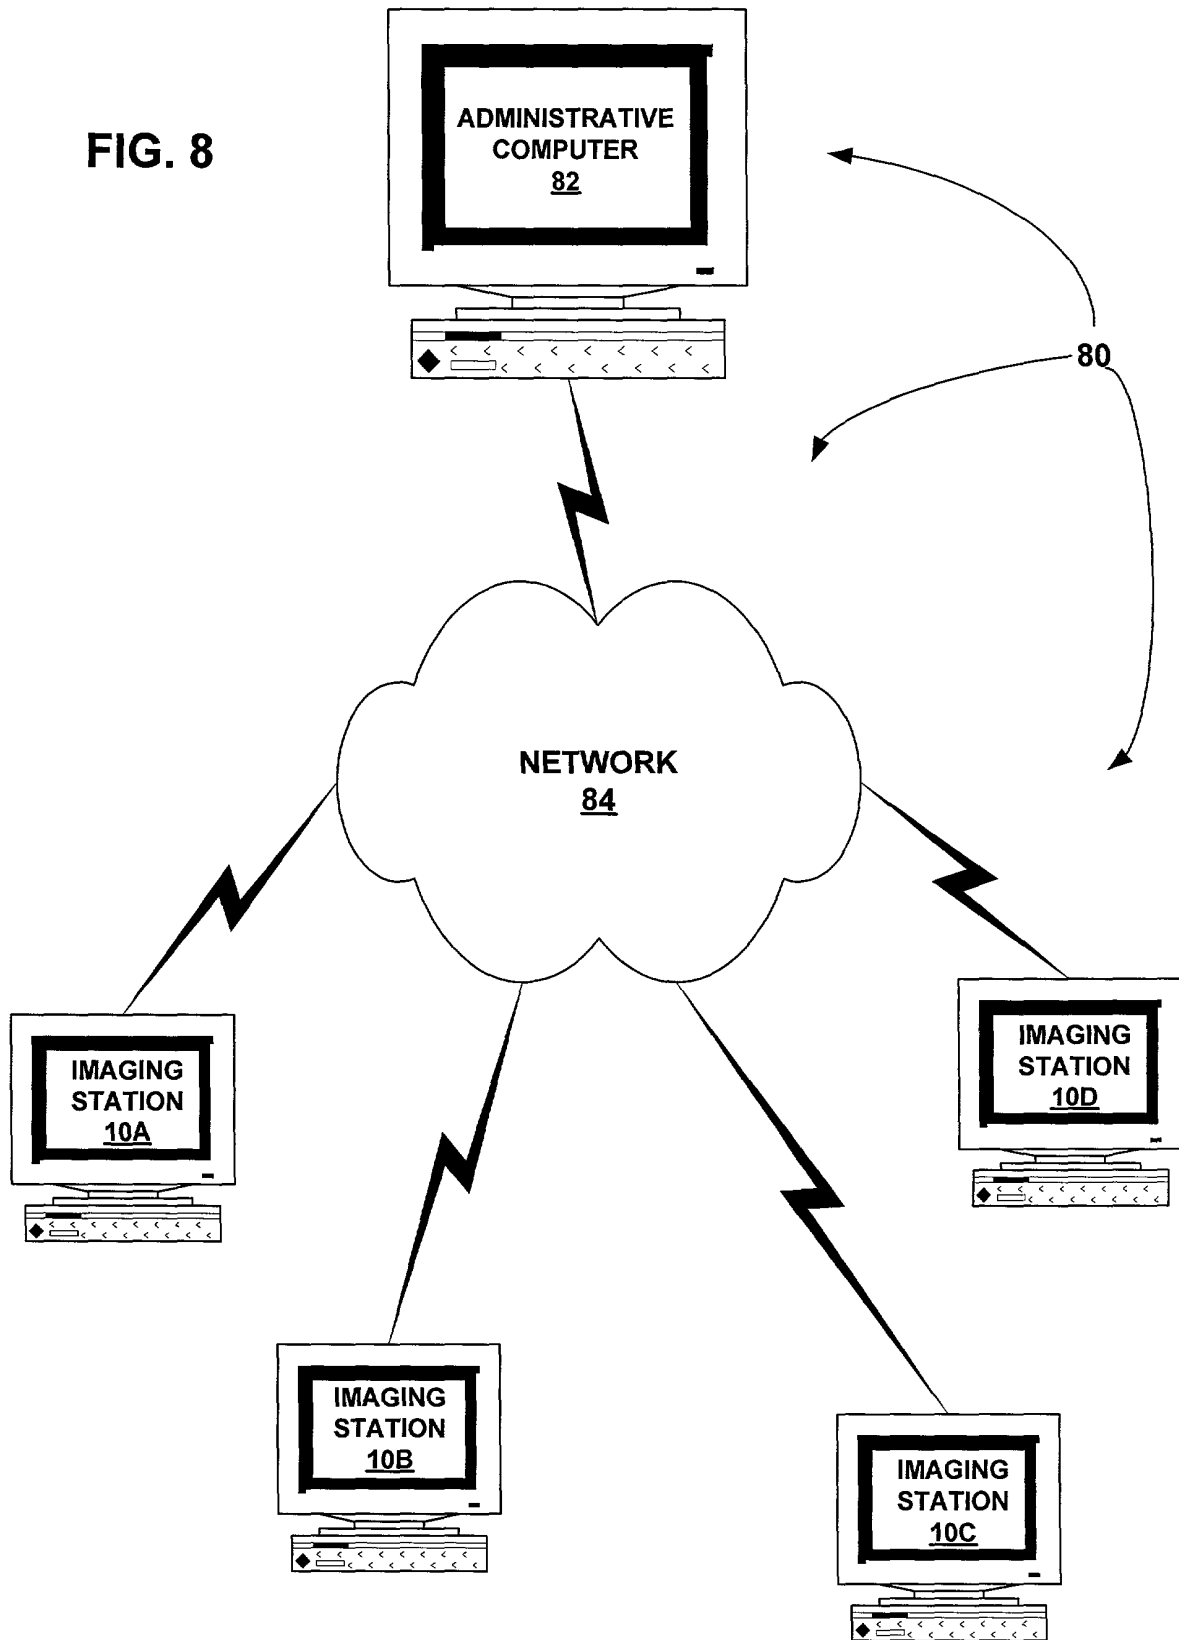 FIG. 8
ADMINISTRATIVE
COMPUTER
82
80
NETWORK
84
IMAGING
STATION
10A
IMAGING
STATION
10D
IMAGING
STATION
10B
IMAGING
STATION
10C